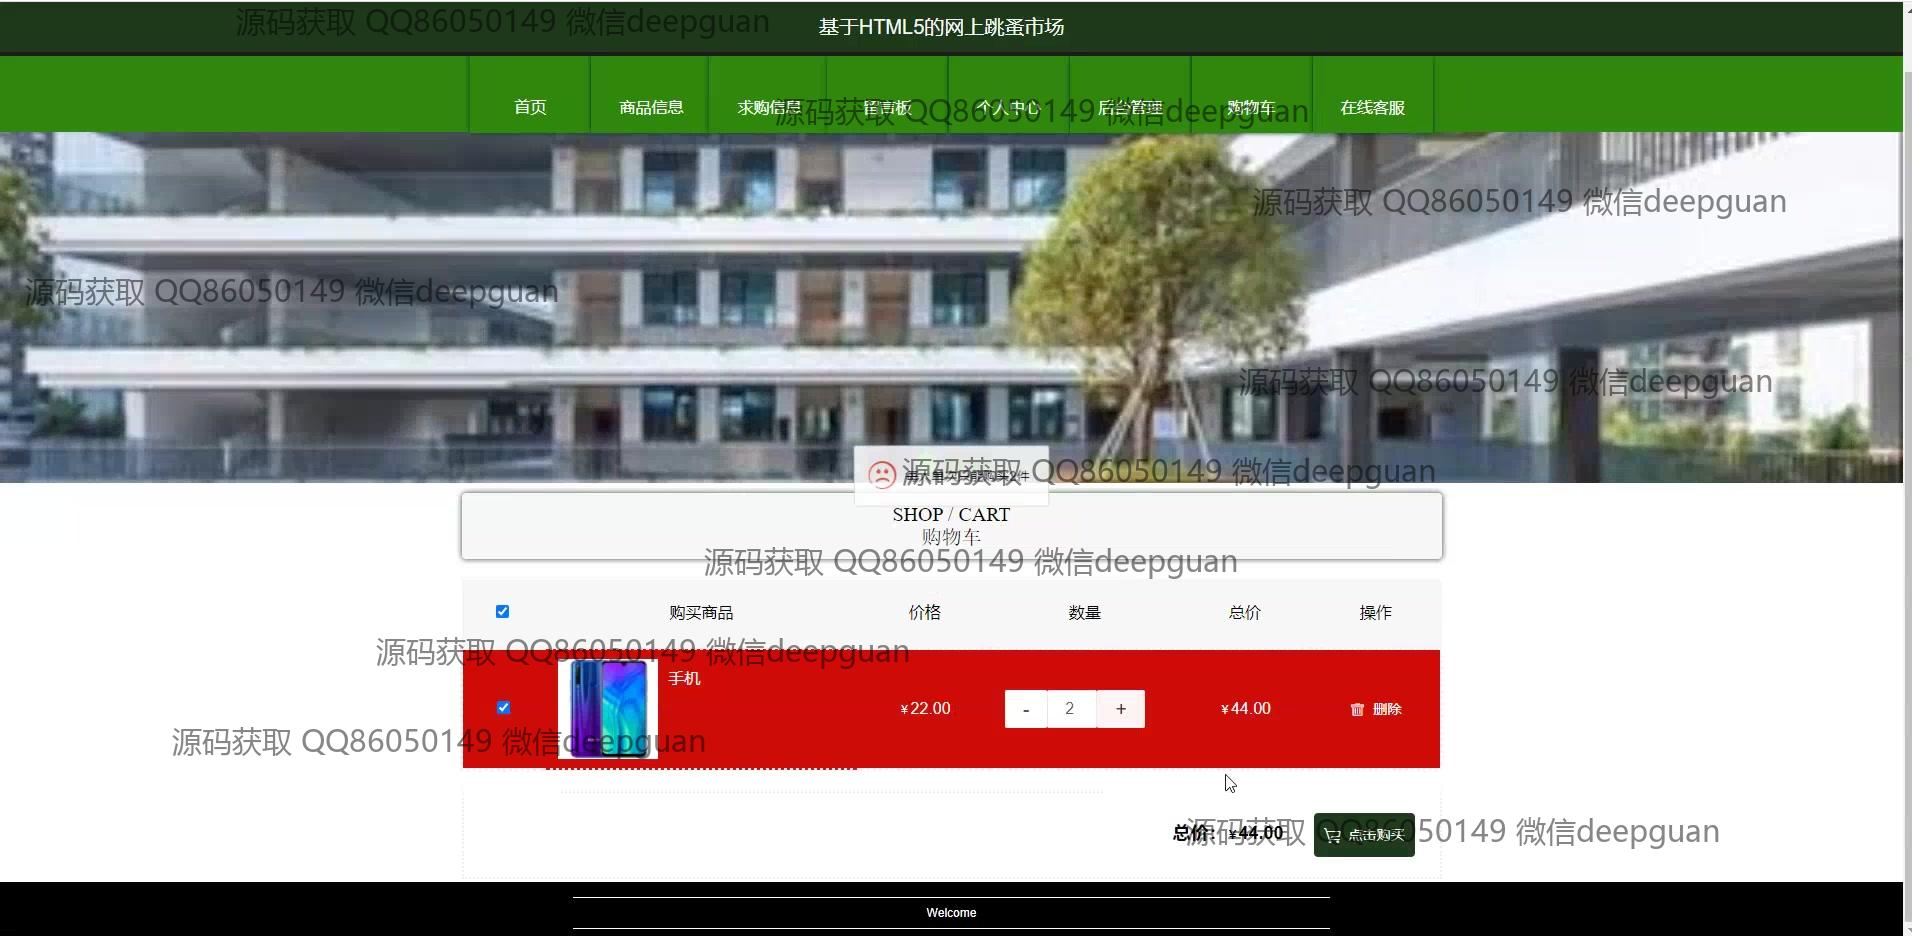 源码获取 QQ86050149 微信deepguan
基于HTML5的网上跳蚤市场
首页 商品信息 求购信息 留言板 个人中心 后台管理 购物车 在线客服
源码获取 QQ86050149 微信deepguan
源码获取 QQ86050149 微信deepguan
源码获取 QQ86050149 微信deepguan
源码获取 QQ86050149 微信deepguan
每人单次只能购买2件
源码获取 QQ86050149 微信deepguan
SHOP / CART
购物车
源码获取 QQ86050149 微信deepguan
购买商品 价格 数量 总价 操作
源码获取 QQ86050149 微信deepguan
手机
¥22.00 - 2 + ¥44.00 删除
源码获取 QQ86050149 微信deepguan
总价: ¥44.00 点击购买
源码获取 QQ86050149 微信deepguan
Welcome